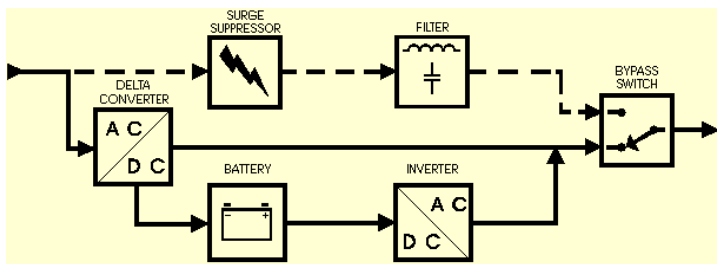 SURGE
SUPPRESSOR
FILTER
BYPASS
SWITCH
DELTA
CONVERTER
A C
D C
BATTERY
- +
INVERTER
A C
D C